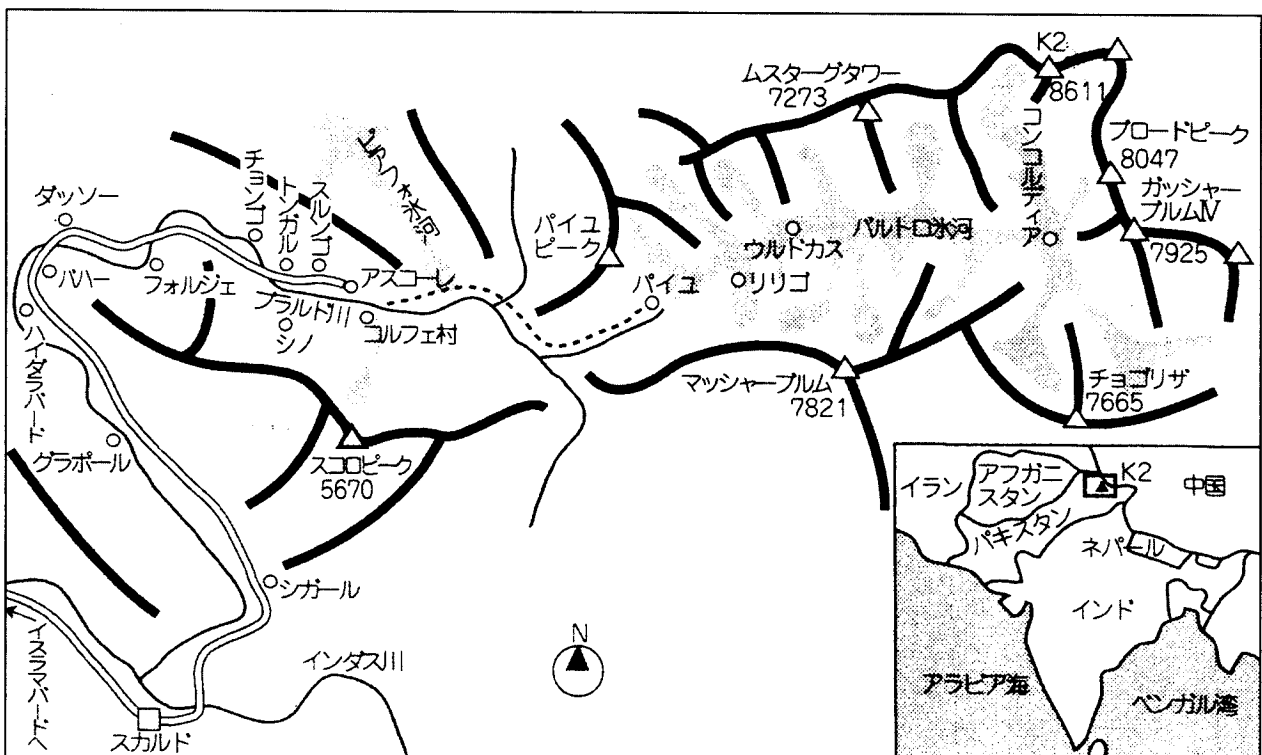 K2
8611
ムスターグタワー
7273
ブロードピーク
8047
ガッシャー
ブルムⅣ
7925
コンコルディア
ビアフォ氷河
チョンゴ
トンガル
スルンゴ
ダッソー
パイユ
ピーク
ウルドカス
バルトロ氷河
ハハー
フォルジェ
アスコーレ
パイユ
リリゴ
ブラルド川
シノ
コルフェ村
ハイダラバード
マッシャーブルム
7821
チョゴリザ
7665
グラポール
スコロピーク
5670
シガール
イスラマバードへ
スカルド
インダス川
N
イラン
アフガニ
スタン
K2
中国
パキスタン
ネパール
インド
アラビア海
ベンガル湾